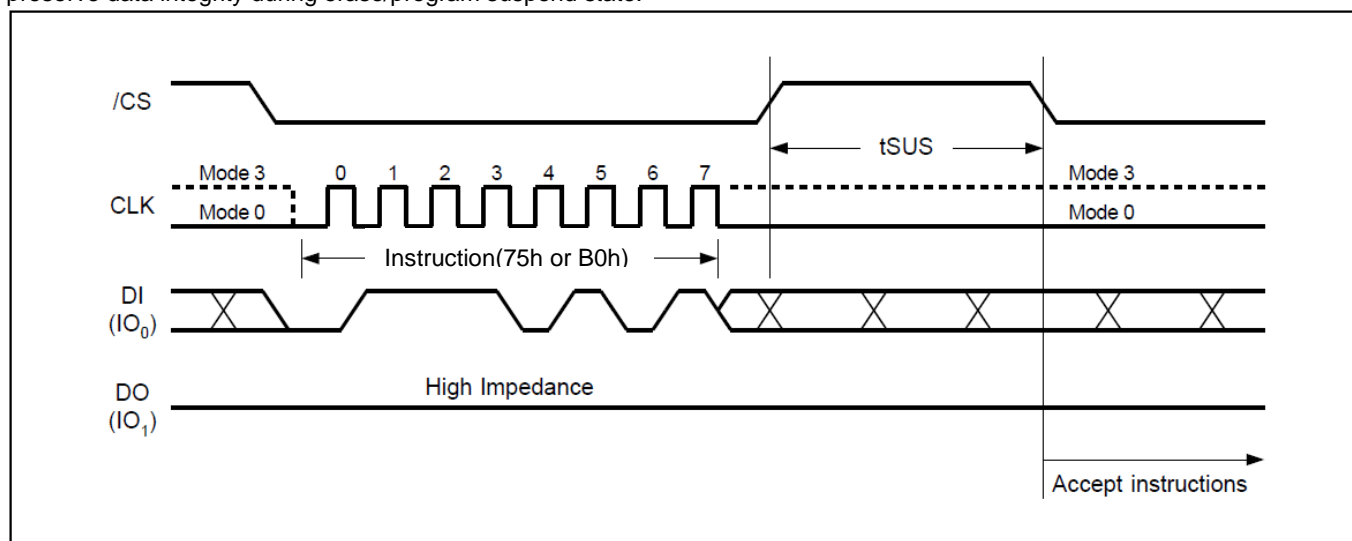 preserve data integrity during erase/program suspend state.
/CS
tSUS
Mode 3 0 1 2 3 4 5 6 7 Mode 3
CLK
Mode 0 Mode 0
Instruction(75h or B0h)
DI
(IO₀)
High Impedance
DO
(IO₁)
Accept instructions